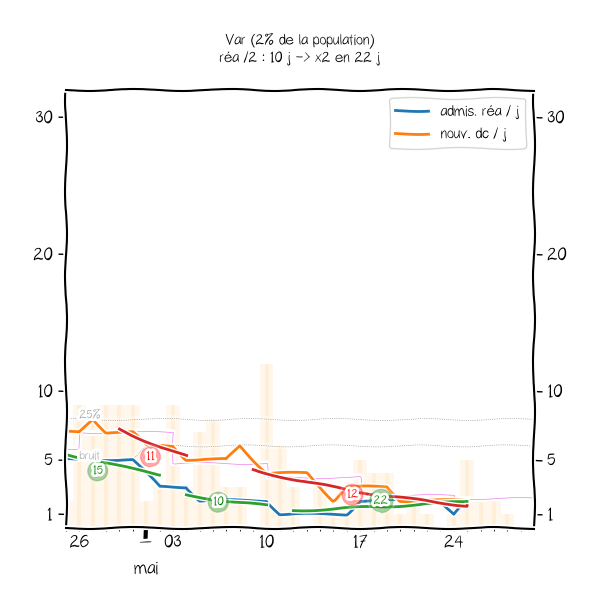 Var (2% de la population)
réa /2 : 10 j -> x2 en 22 j
admis. réa / j
nouv. dc / j
30 30
20 20
10 10
25%
5 bruit 11 5
15
12
10 22
1 1
26 03 10 17 24
mai